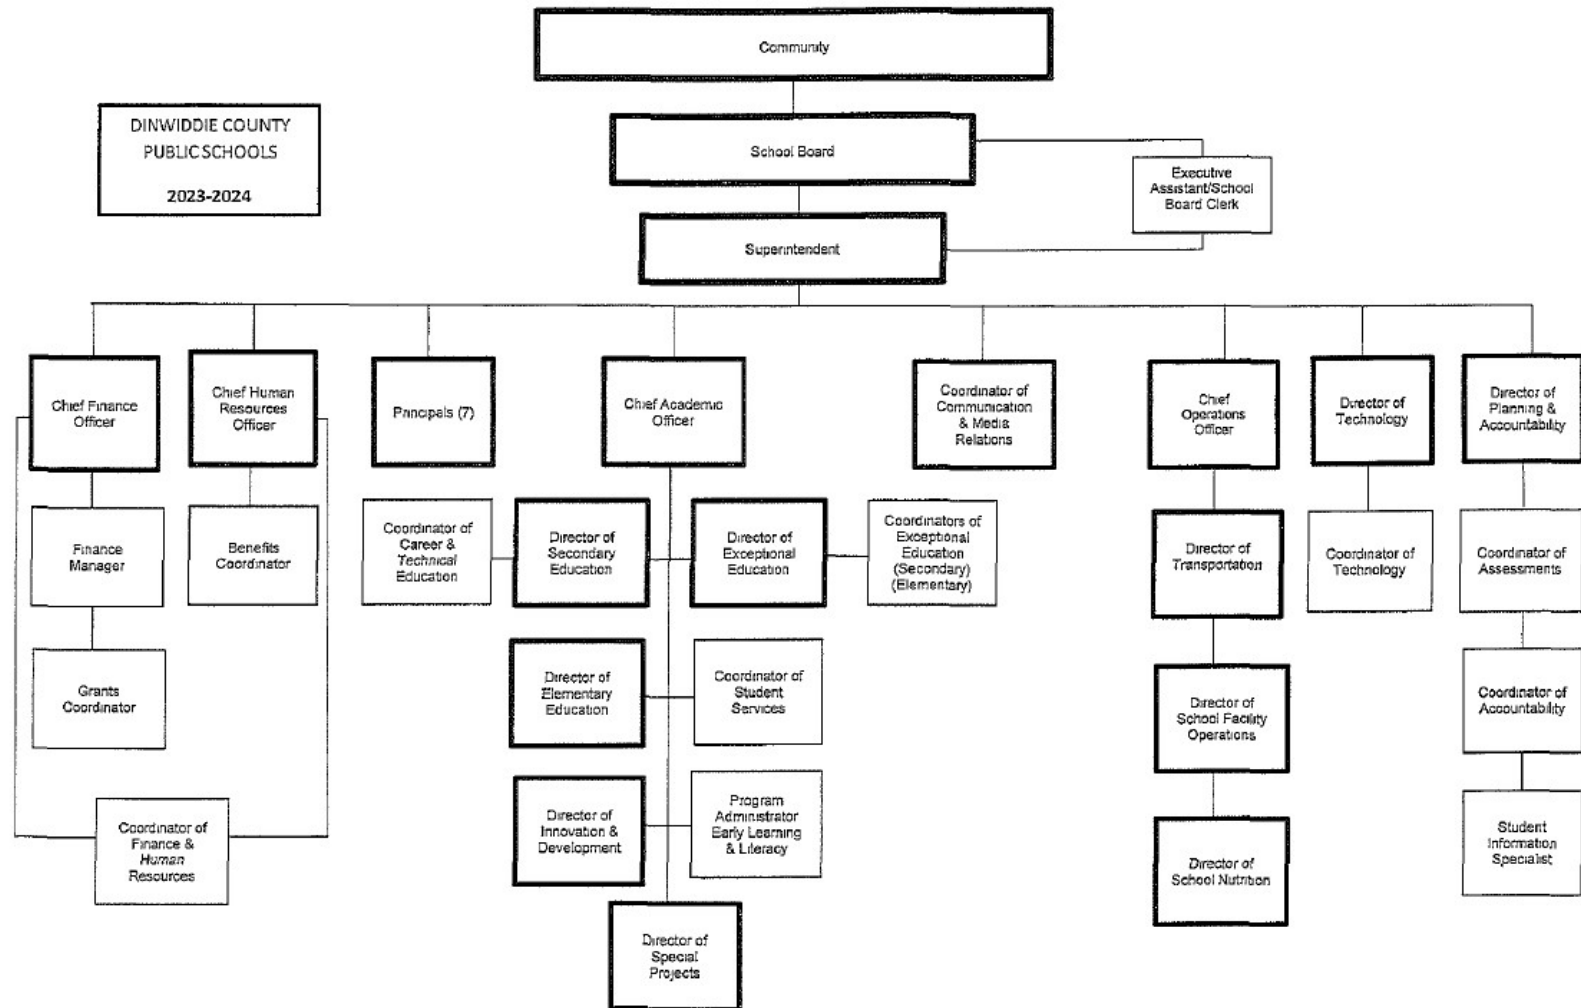 Community
DINWIDDIE COUNTY
PUBLIC SCHOOLS
2023-2024
School Board
Executive
Assistant/School
Board Clerk
Superintendent
Chief Finance
Officer
Chief Human
Resources
Officer
Principals (7)
Chief Academic
Officer
Coordinator of
Communication
& Media
Relations
Chief
Operations
Officer
Director of
Technology
Director of
Planning &
Accountability
Finance
Manager
Benefits
Coordinator
Coordinator of
Career &
Technical
Education
Director of
Secondary
Education
Director of
Exceptional
Education
Coordinators of
Exceptional
Education
(Secondary)
(Elementary)
Director of
Transportation
Coordinator of
Technology
Coordinator of
Assessments
Grants
Coordinator
Director of
Elementary
Education
Coordinator of
Student
Services
Director of
School Facility
Operations
Coordinator of
Accountability
Coordinator of
Finance &
Human
Resources
Director of
Innovation &
Development
Program
Administrator
Early Learning
& Literacy
Director of
School Nutrition
Student
Information
Specialist
Director of
Special
Projects